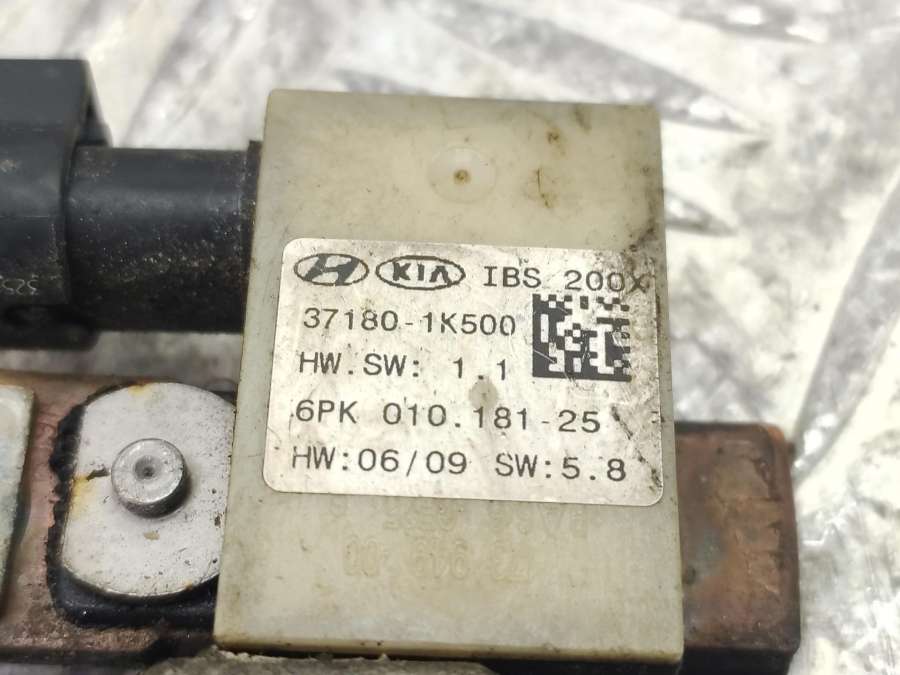 KIA IBS 200X
37180-1K500
HW.SW: 1.1
6PK 010.181-25
HW:06/09 SW:5.8